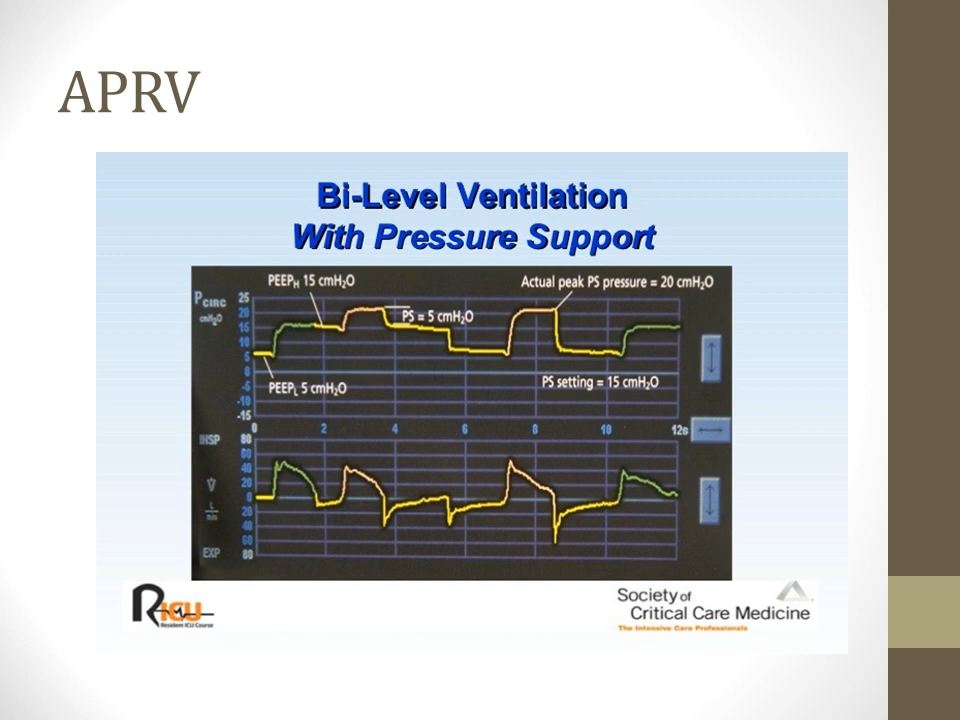 APRV
Bi-Level Ventilation
With Pressure Support
PEEPH 15 cmH2O
Actual peak PS pressure = 20 cmH2O
PCIRC
cmH2O
25
20
15
10
5
0
-5
-10
-15
PS = 5 cmH2O
PEEPL 5 cmH2O
PS setting = 15 cmH2O
0 2 4 6 8 10 12s
INSP
80
60
40
20
0
20
40
60
80
V̇
L
min
EXP
RICU
Resident ICU Course
Society of
Critical Care Medicine
The Intensive Care Professionals